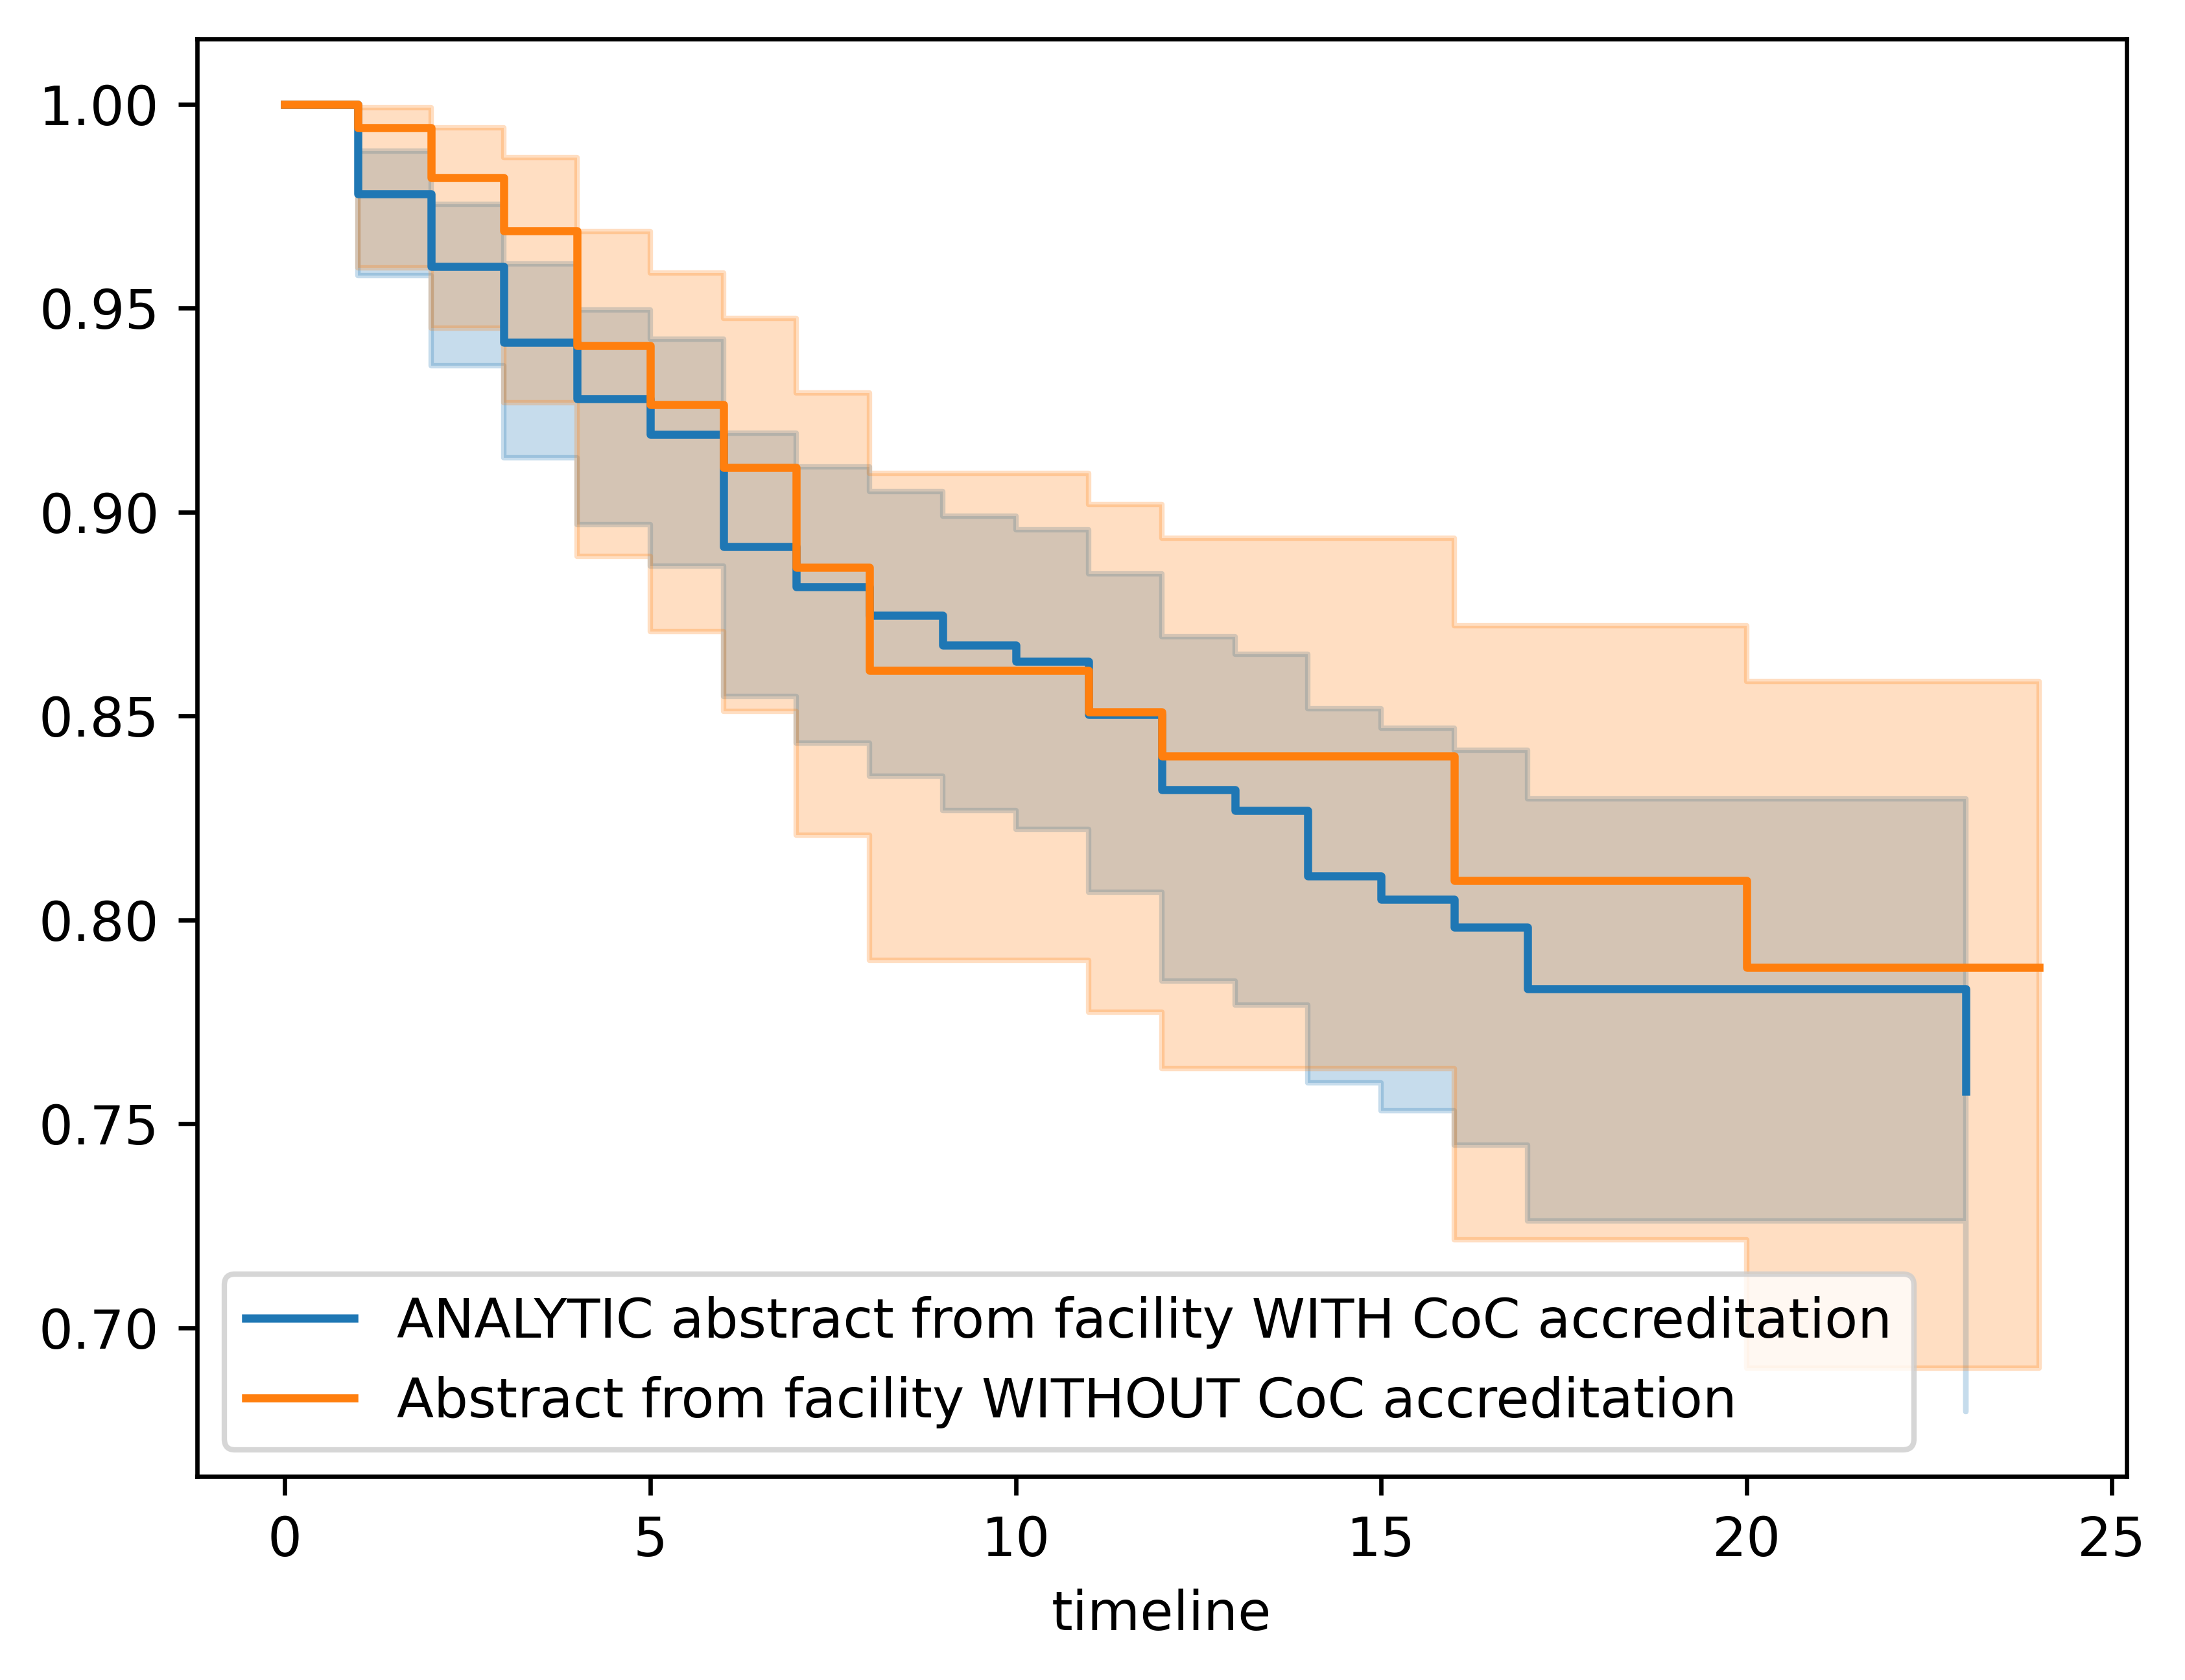 1.00
0.95
0.90
0.85
0.80
0.75
0.70
ANALYTIC abstract from facility WITH CoC accreditation
Abstract from facility WITHOUT CoC accreditation
0 5 10 15 20 25
timeline